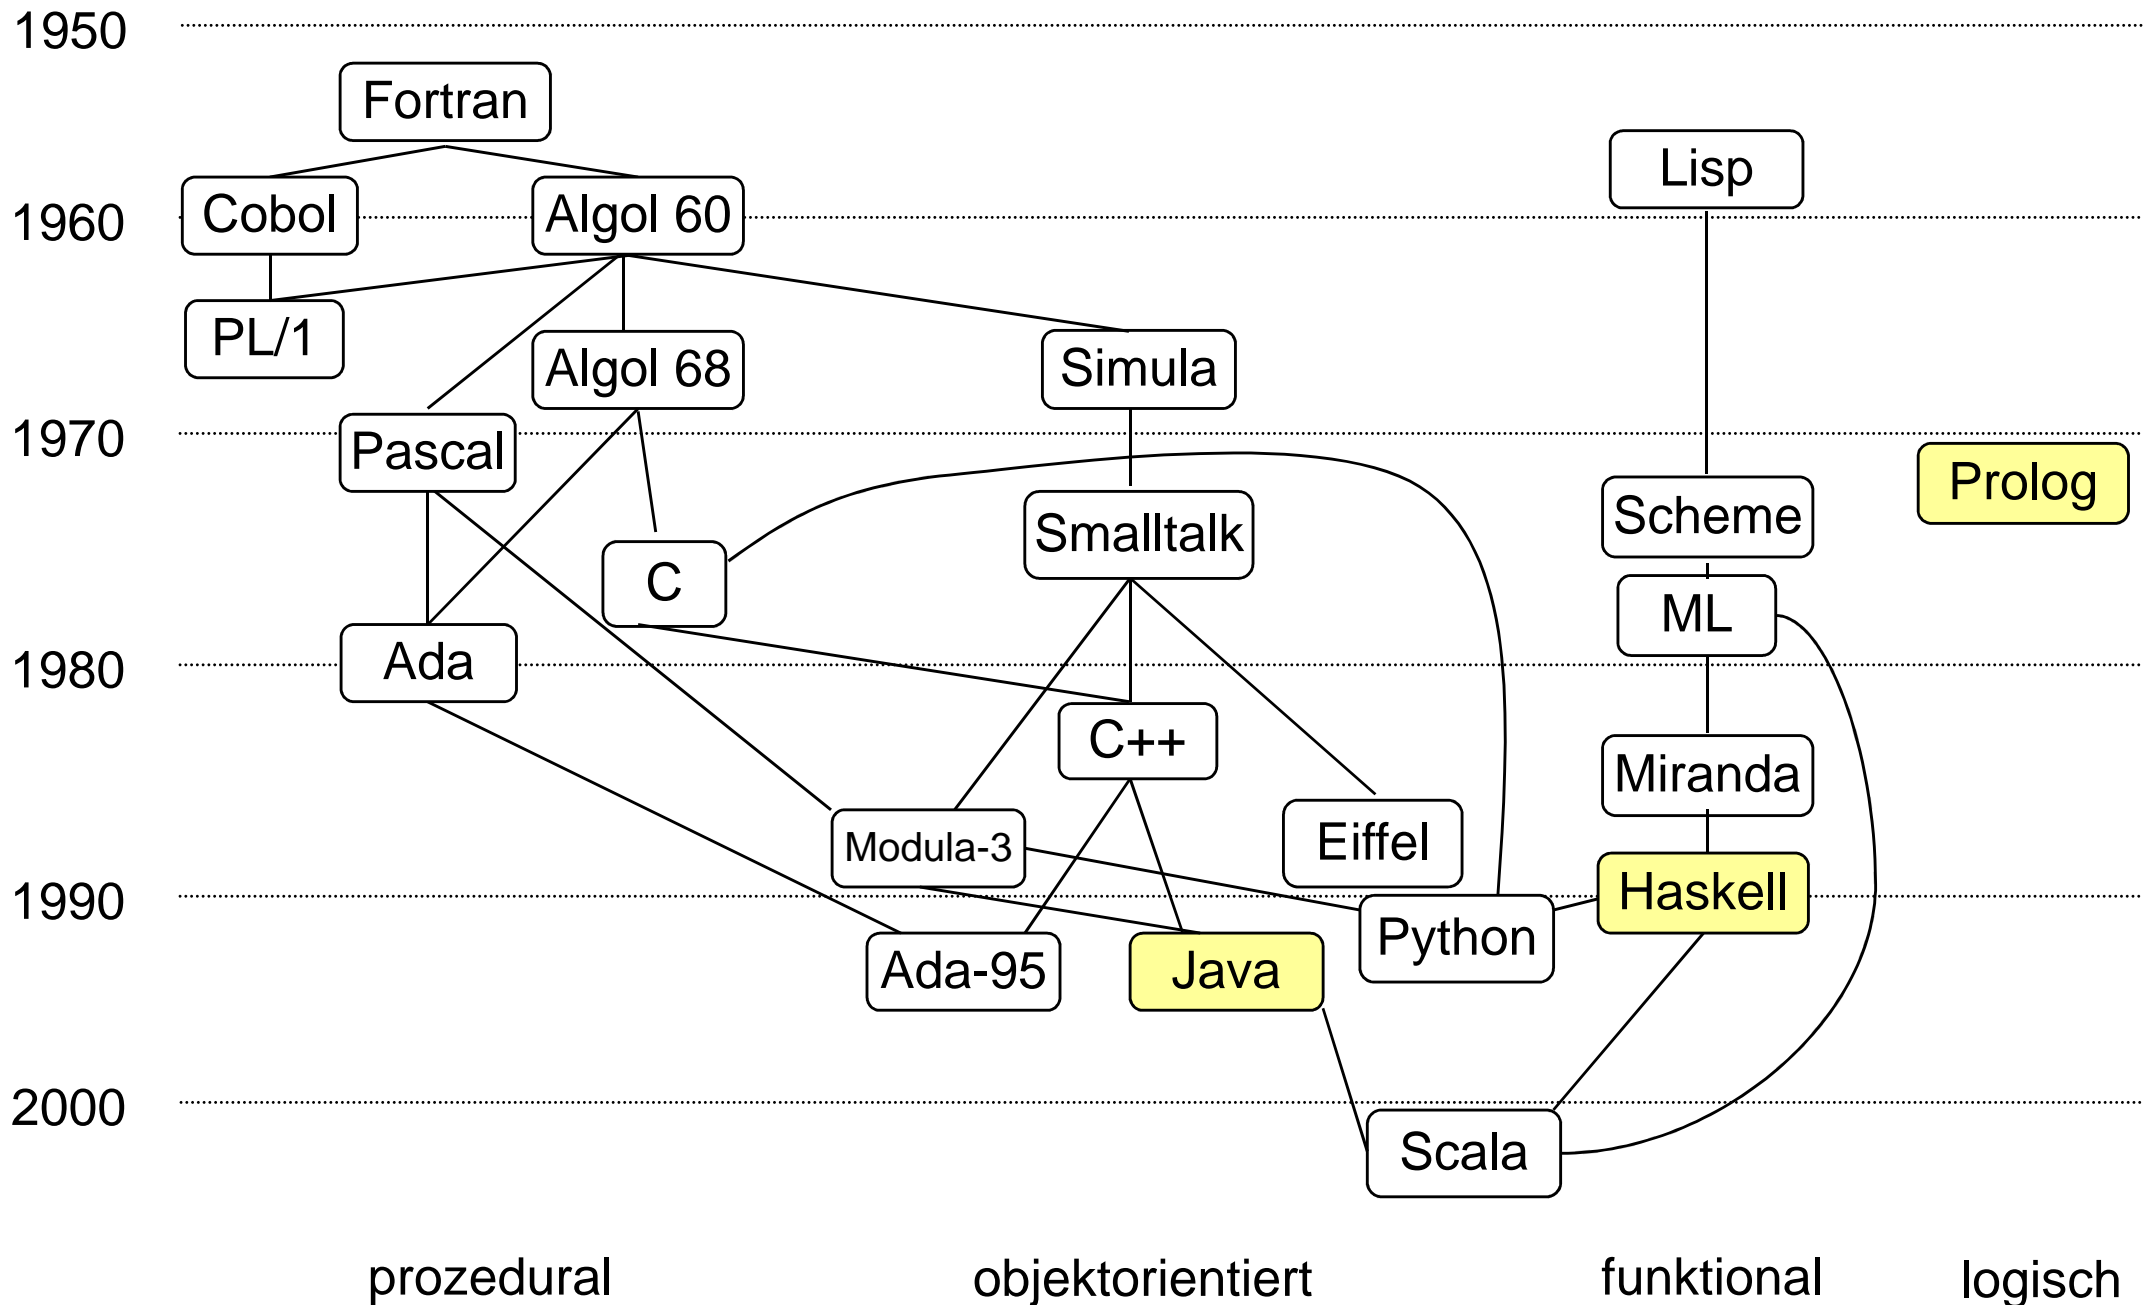 1950
Fortran
Lisp
1960
Cobol
Algol 60
PL/1
Algol 68
Simula
1970
Pascal
Prolog
Scheme
Smalltalk
C
ML
1980
Ada
C++
Miranda
Modula-3
Eiffel
1990
Haskell
Python
Ada-95
Java
2000
Scala
prozedural
objektorientiert
funktional
logisch